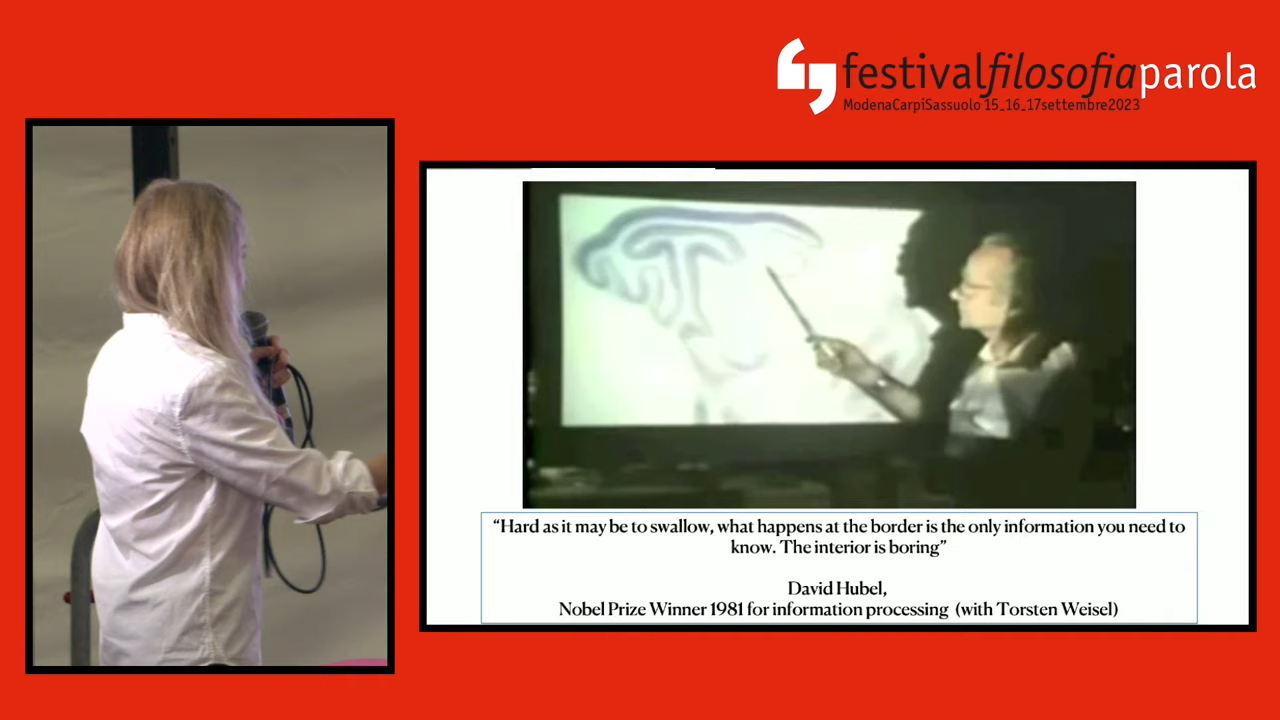 festivalfilosofiaparola
ModenaCarpiSassuolo 15_16_17settembre2023
“Hard as it may be to swallow, what happens at the border is the only information you need to
know. The interior is boring”
David Hubel,
Nobel Prize Winner 1981 for information processing (with Torsten Weisel)